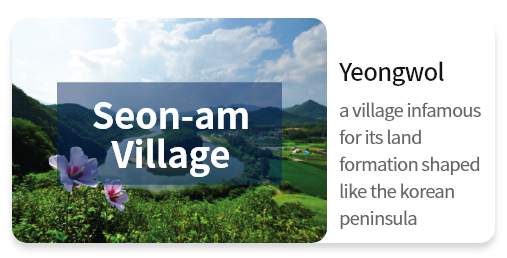 Seon-am
Village
Yeongwol
a village infamous
for its land
formation shaped
like the korean
peninsula